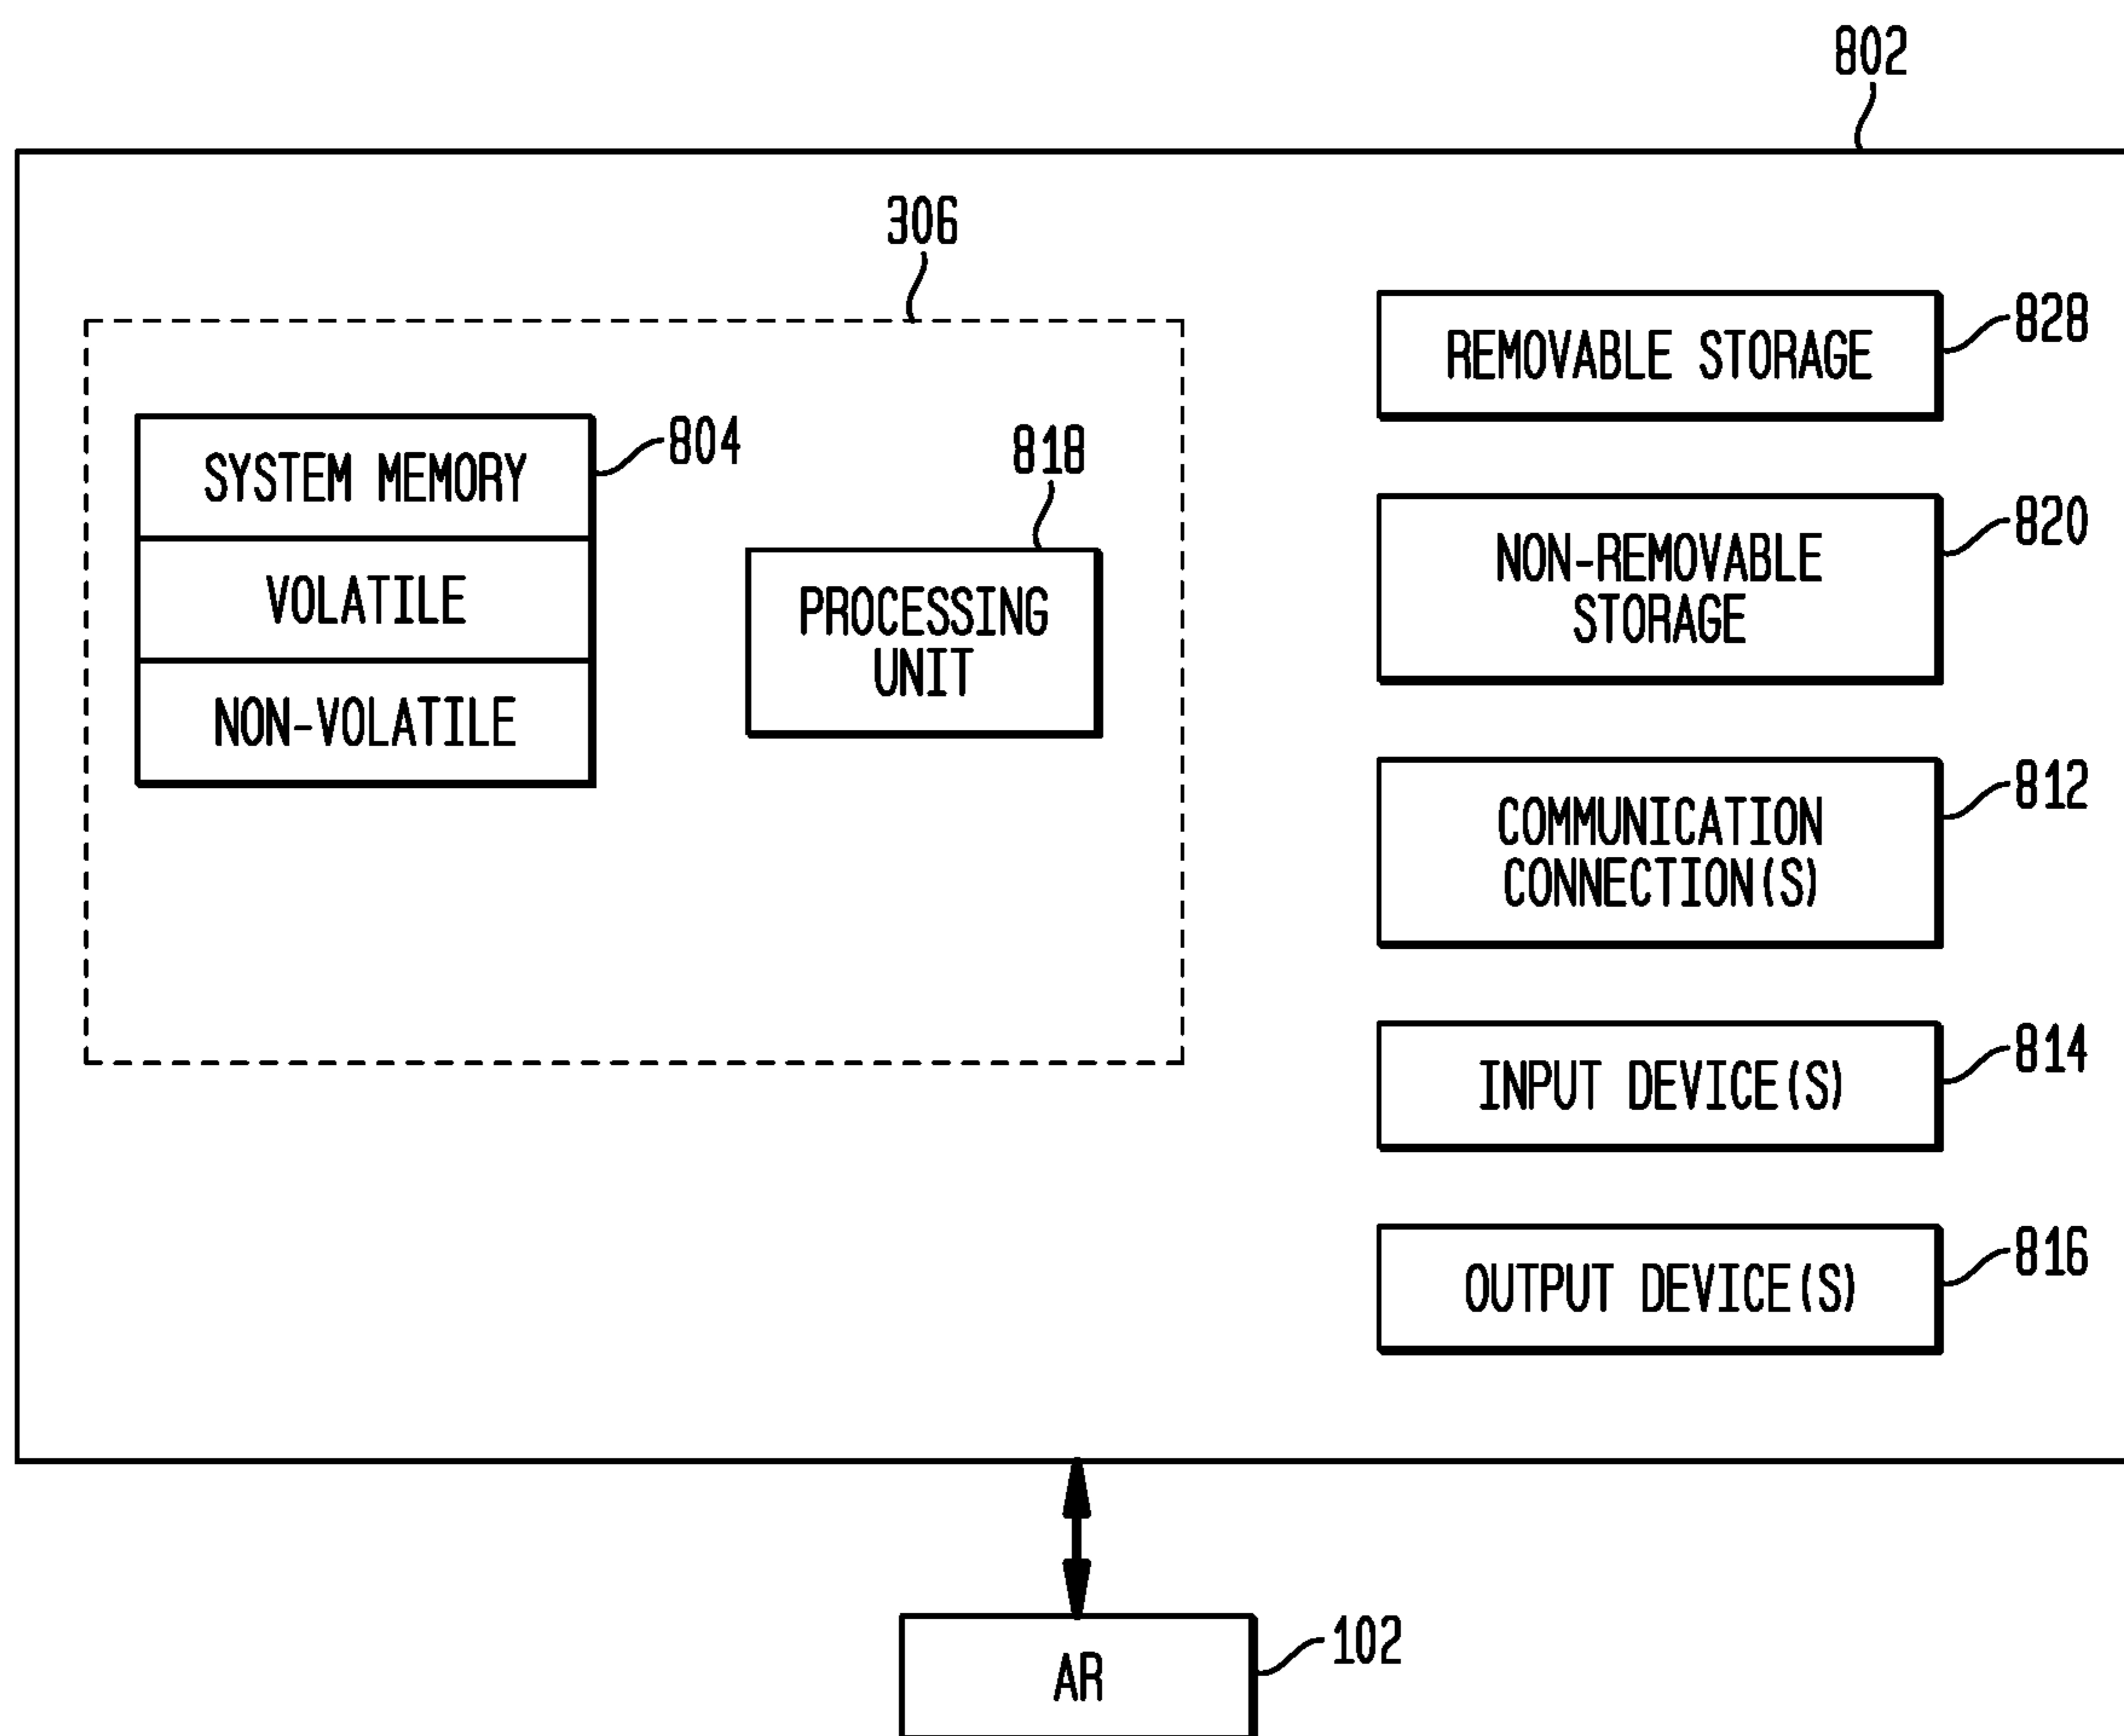 802
306
REMOVABLE STORAGE
828
SYSTEM MEMORY
804
VOLATILE
NON-VOLATILE
818
PROCESSING
UNIT
NON-REMOVABLE
STORAGE
820
COMMUNICATION
CONNECTION(S)
812
INPUT DEVICE(S)
814
OUTPUT DEVICE(S)
816
AR
102